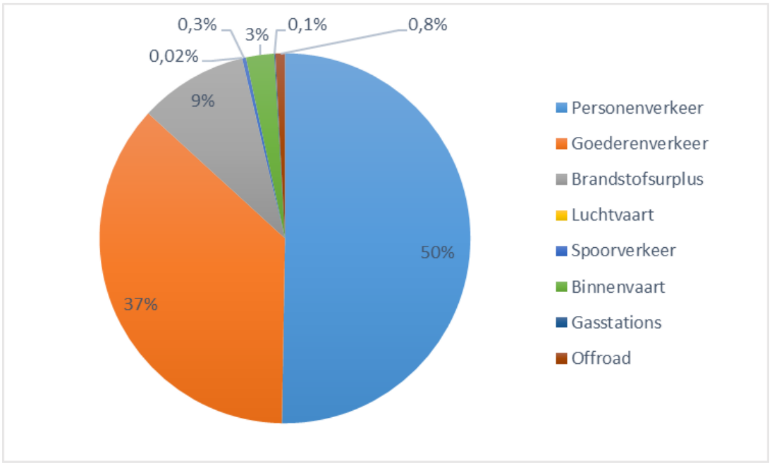 0,3%
3%
0,1%
0,8%
0,02%
9%
50%
37%
Personenverkeer
Goederenverkeer
Brandstofsurplus
Luchtvaart
Spoorverkeer
Binnenvaart
Gasstations
Offroad